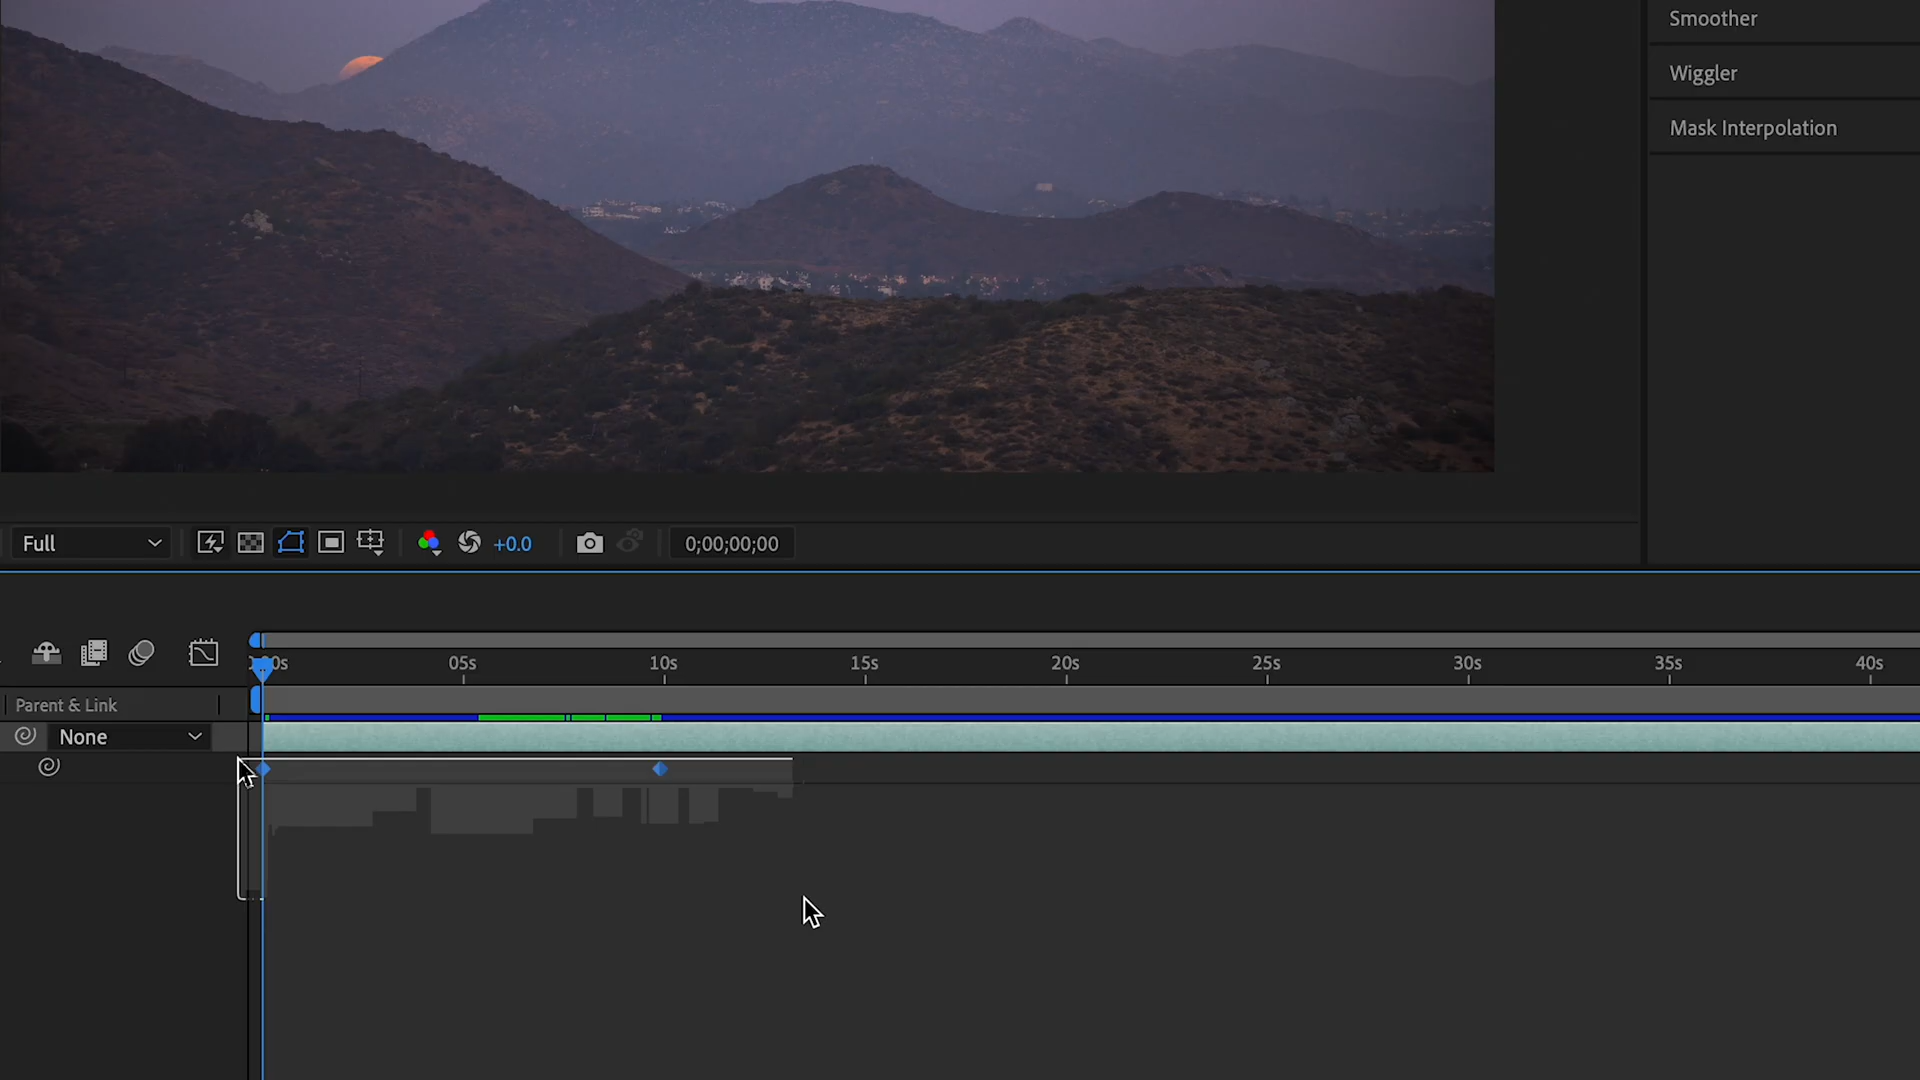 Smoother
Wiggler
Mask Interpolation
Full
+0.0
0;00;00;00
05s
10s
15s
20s
25s
30s
35s
40s
Parent & Link
None